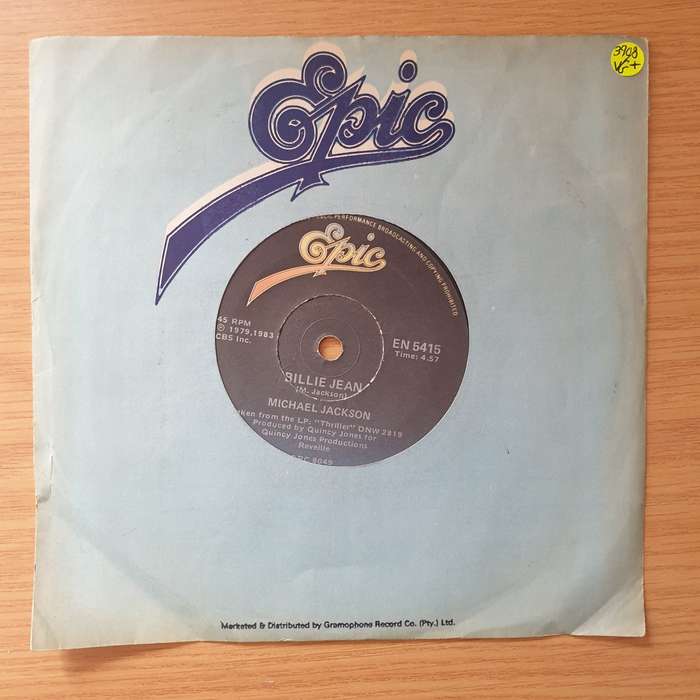 3908
VG+
Epic
PERFORMANCE BROADCASTING AND COPYING PROHIBITED
Epic
®
45 RPM
℗ 1979,1983
CBS Inc.
EN 5415
Time: 4.57
BILLIE JEAN
(M. Jackson)
MICHAEL JACKSON
aken from the L.P. "Thriller" DNW 2819
Produced by Quincy Jones for
Quincy Jones Productions
Reveille
Marketed & Distributed by Gramophone Record Co. (Pty.) Ltd.